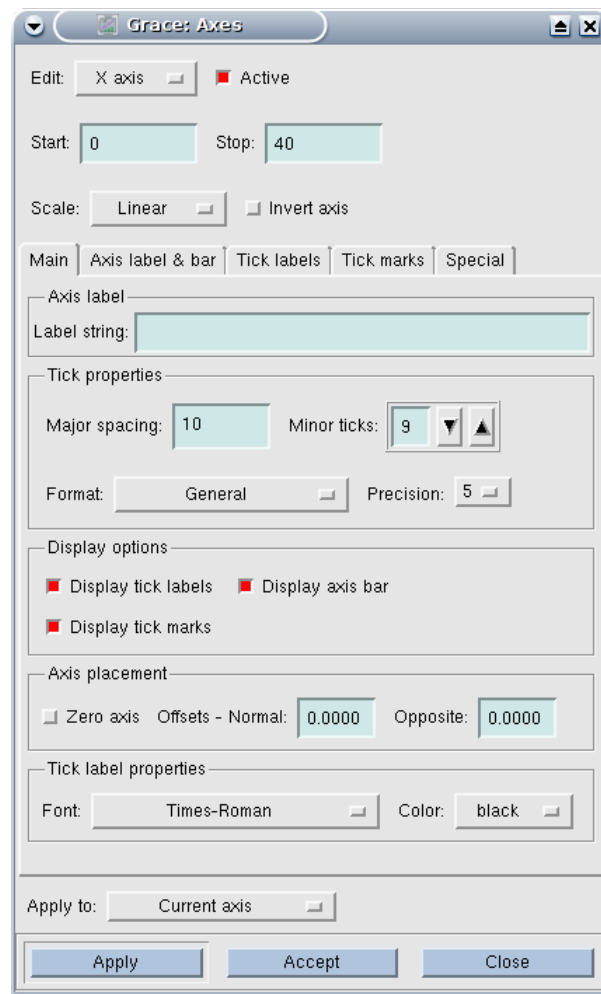 Grace: Axes
Edit: X axis Active
Start: 0 Stop: 40
Scale: Linear Invert axis
Main Axis label & bar Tick labels Tick marks Special
Axis label
Label string:
Tick properties
Major spacing: 10 Minor ticks: 9
Format: General Precision: 5
Display options
Display tick labels Display axis bar
Display tick marks
Axis placement
Zero axis Offsets - Normal: 0.0000 Opposite: 0.0000
Tick label properties
Font: Times-Roman Color: black
Apply to: Current axis
Apply Accept Close